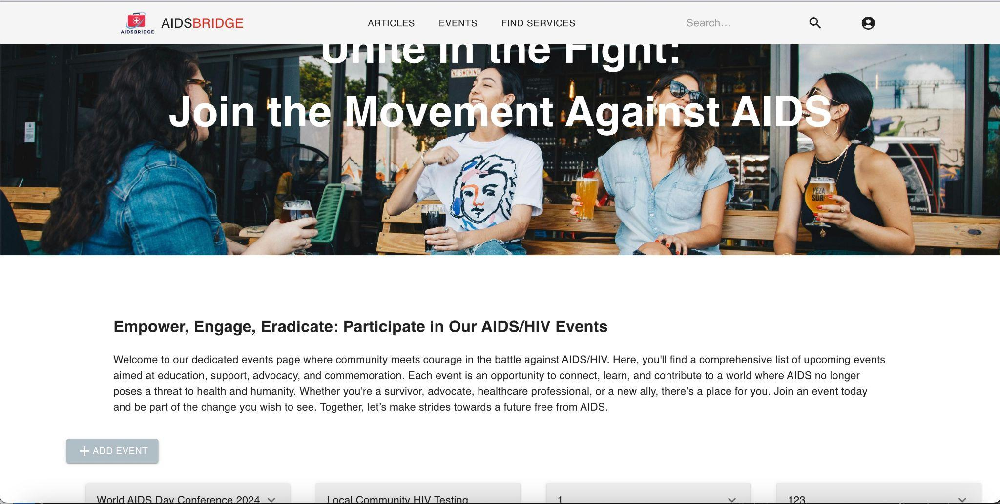 AIDSBRIDGE
AIDSBRIDGE
ARTICLES
EVENTS
FIND SERVICES
Search...
Unite in the Fight:
NO SMOKING
Join the Movement Against AIDS
VEZA
SUR
Empower, Engage, Eradicate: Participate in Our AIDS/HIV Events
Welcome to our dedicated events page where community meets courage in the battle against AIDS/HIV. Here, you'll find a comprehensive list of upcoming events
aimed at education, support, advocacy, and commemoration. Each event is an opportunity to connect, learn, and contribute to a world where AIDS no longer
poses a threat to health and humanity. Whether you're a survivor, advocate, healthcare professional, or a new ally, there’s a place for you. Join an event today
and be part of the change you wish to see. Together, let’s make strides towards a future free from AIDS.
ADD EVENT
World AIDS Day Conference 2024
Local Community HIV Testing
1
123